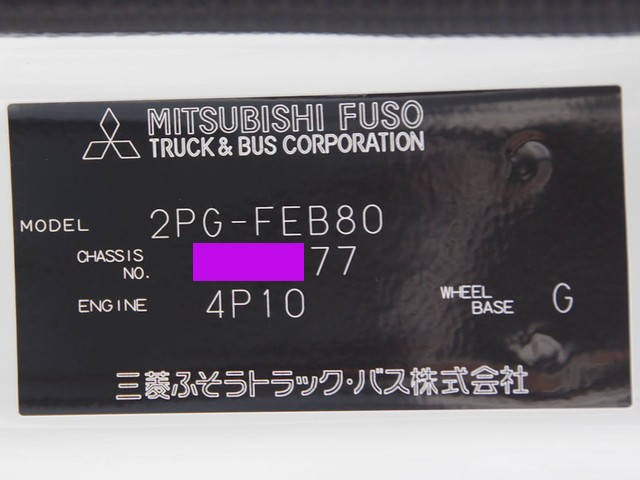 MITSUBISHI FUSO
TRUCK & BUS CORPORATION
MODEL 2PG-FEB80
CHASSIS NO. 77
ENGINE 4P10 WHEEL BASE G
三菱ふそうトラック・バス株式会社